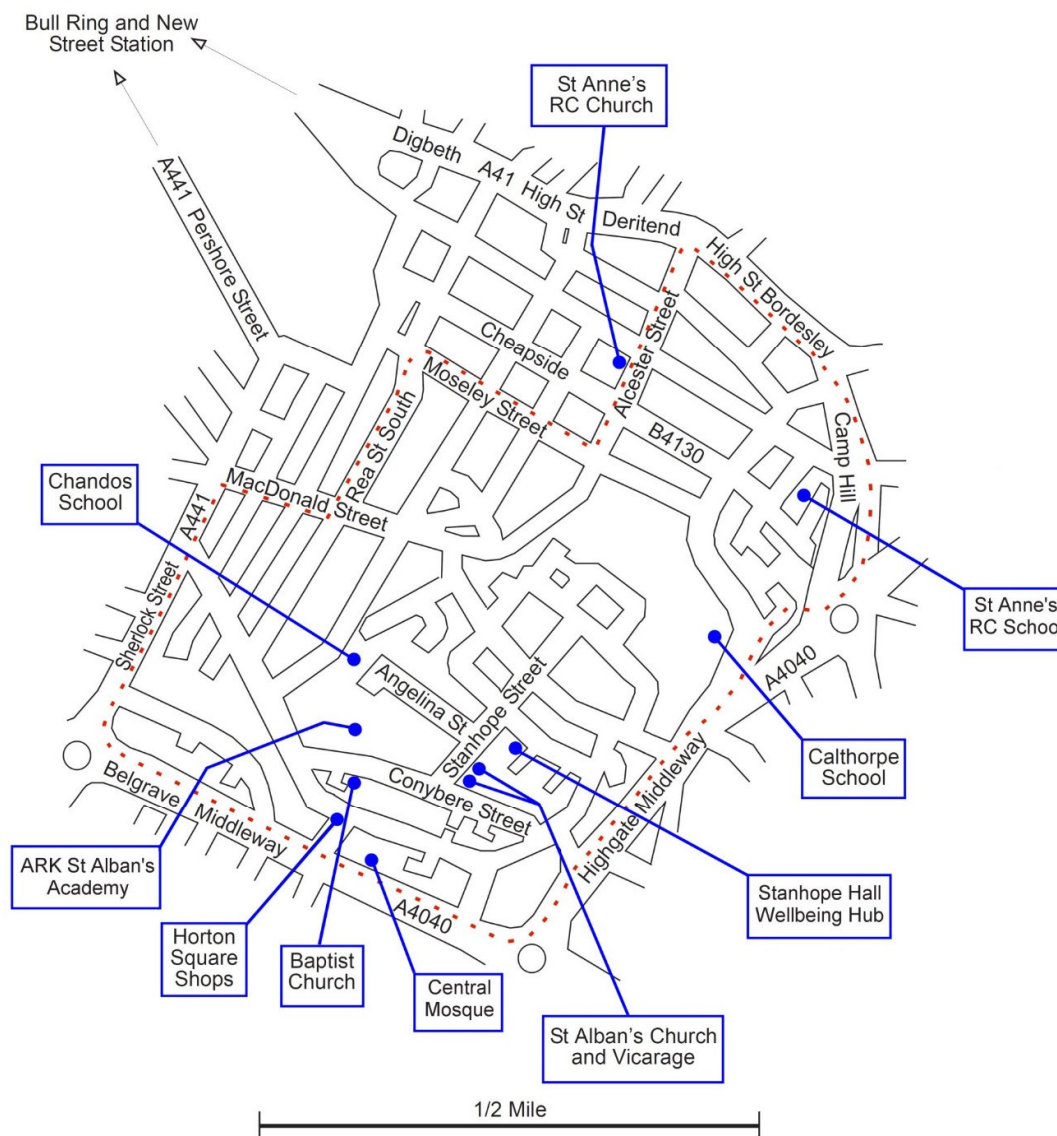 Bull Ring and New
Street Station
St Anne's
RC Church
Digbeth A41 High St Deritend
A441 Pershore Street
High St Bordesley
Cheapside
Alcester Street
Moseley Street
Camp Hill
B4130
Rea St South
Chandos
School
MacDonald Street
A441
Sherlock Street
St Anne's
RC School
A4040
Angelina St
Stanhope Street
Calthorpe
School
Conybere Street
Belgrave Middleway
Highgate Middleway
ARK St Alban's
Academy
Stanhope Hall
Wellbeing Hub
A4040
Horton
Square
Shops
Baptist
Church
Central
Mosque
St Alban's Church
and Vicarage
1/2 Mile